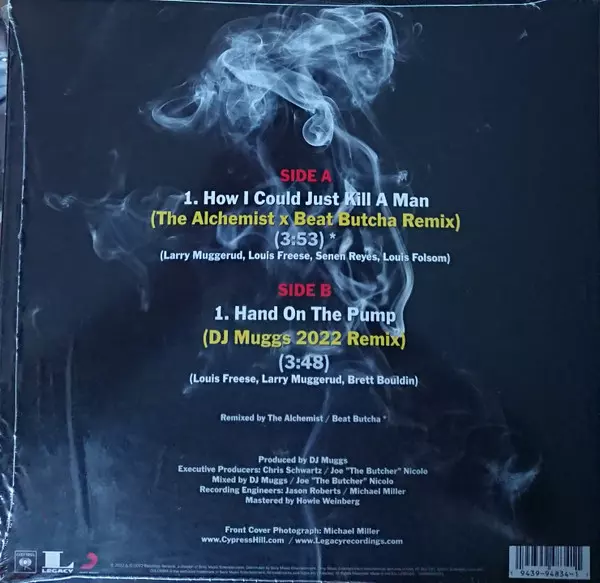 SIDE A
1. How I Could Just Kill A Man
(The Alchemist x Beat Butcha Remix)
(3:53) *
(Larry Muggerud, Louis Freese, Senen Reyes, Louis Folsom)
SIDE B
1. Hand On The Pump
(DJ Muggs 2022 Remix)
(3:48)
(Louis Freese, Larry Muggerud, Brett Bouldin)
Remixed by The Alchemist / Beat Butcha *
Produced by DJ Muggs
Executive Producers: Chris Schwartz / Joe "The Butcher" Nicolo
Mixed by DJ Muggs / Joe "The Butcher" Nicolo
Recording Engineers: Jason Roberts / Michael Miller
Mastered by Howie Weinberg
Front Cover Photograph: Michael Miller
www.CypressHill.com / www.Legacyrecordings.com
LEGACY
9439-94834-1